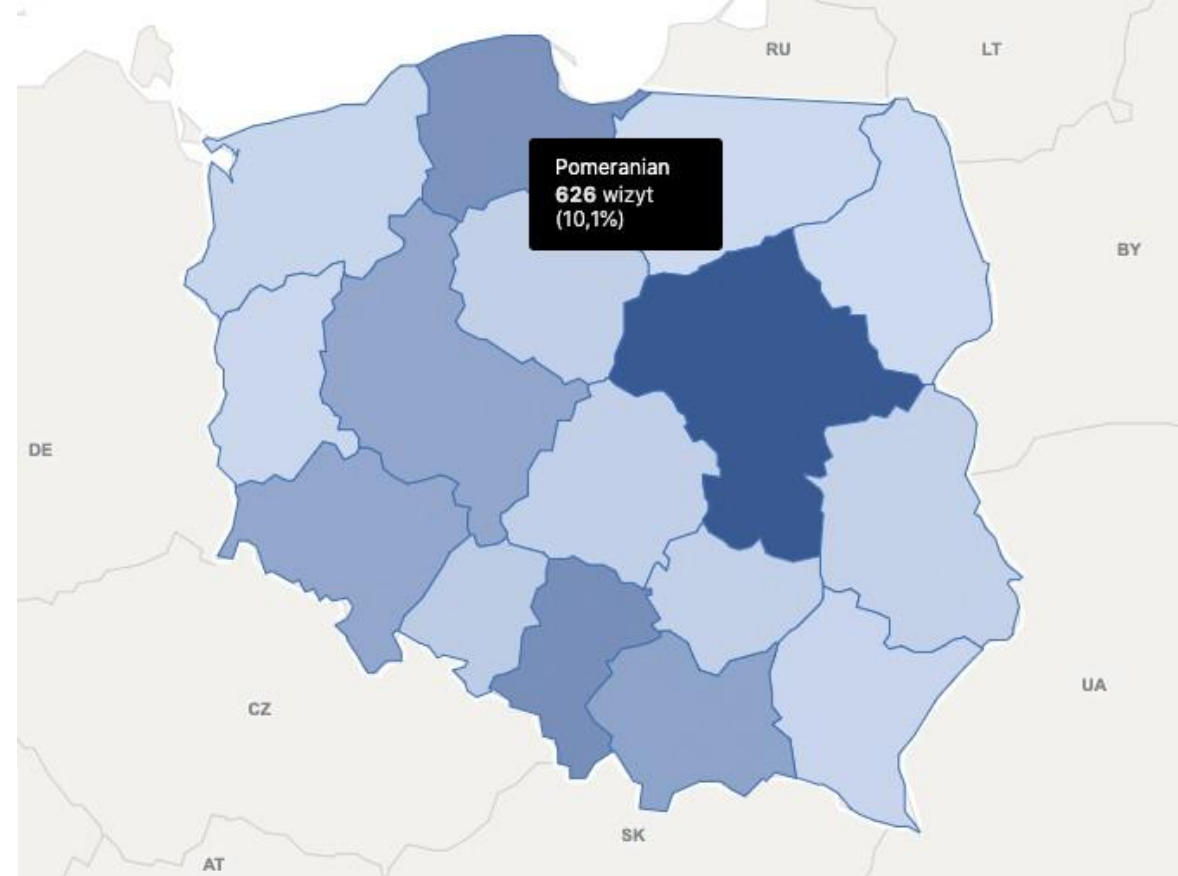 RU
LT
Pomeranian
626 wizyt
(10,1%)
BY
DE
UA
CZ
SK
AT